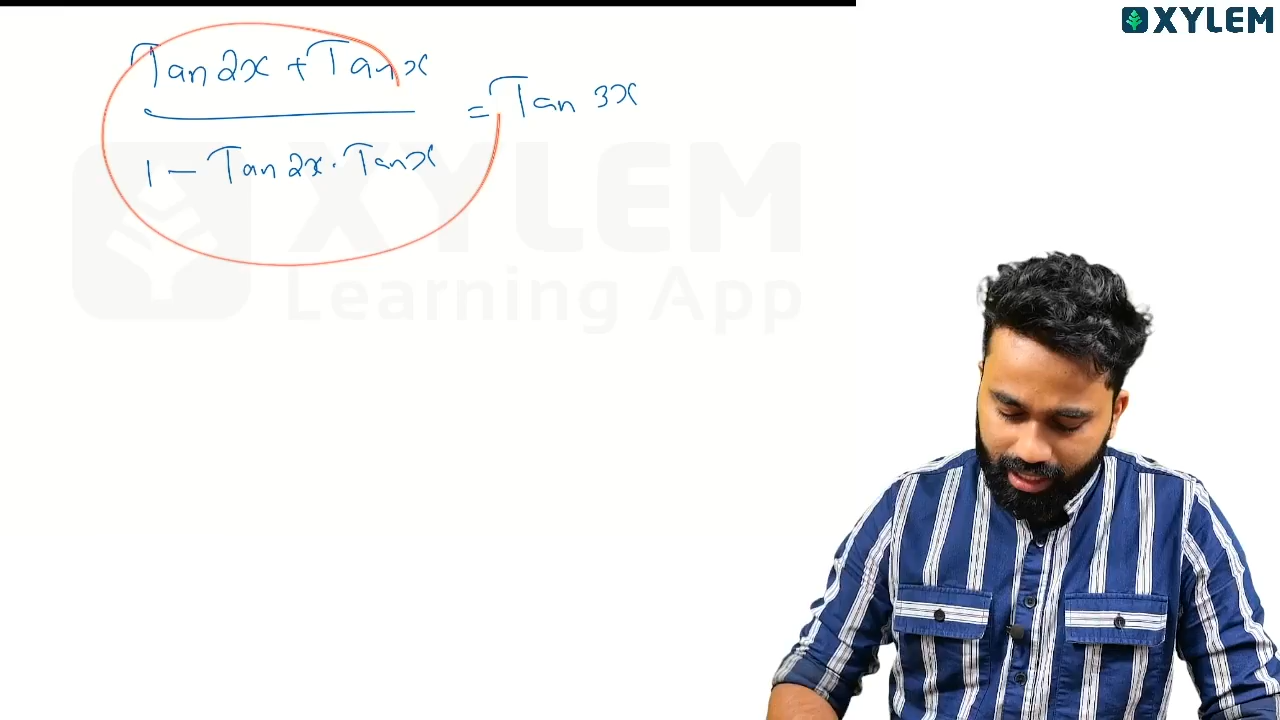 XYLEM
Tan 2x + Tan x
= Tan 3x
1 - Tan 2x . Tan x
XYLEM
Learning App